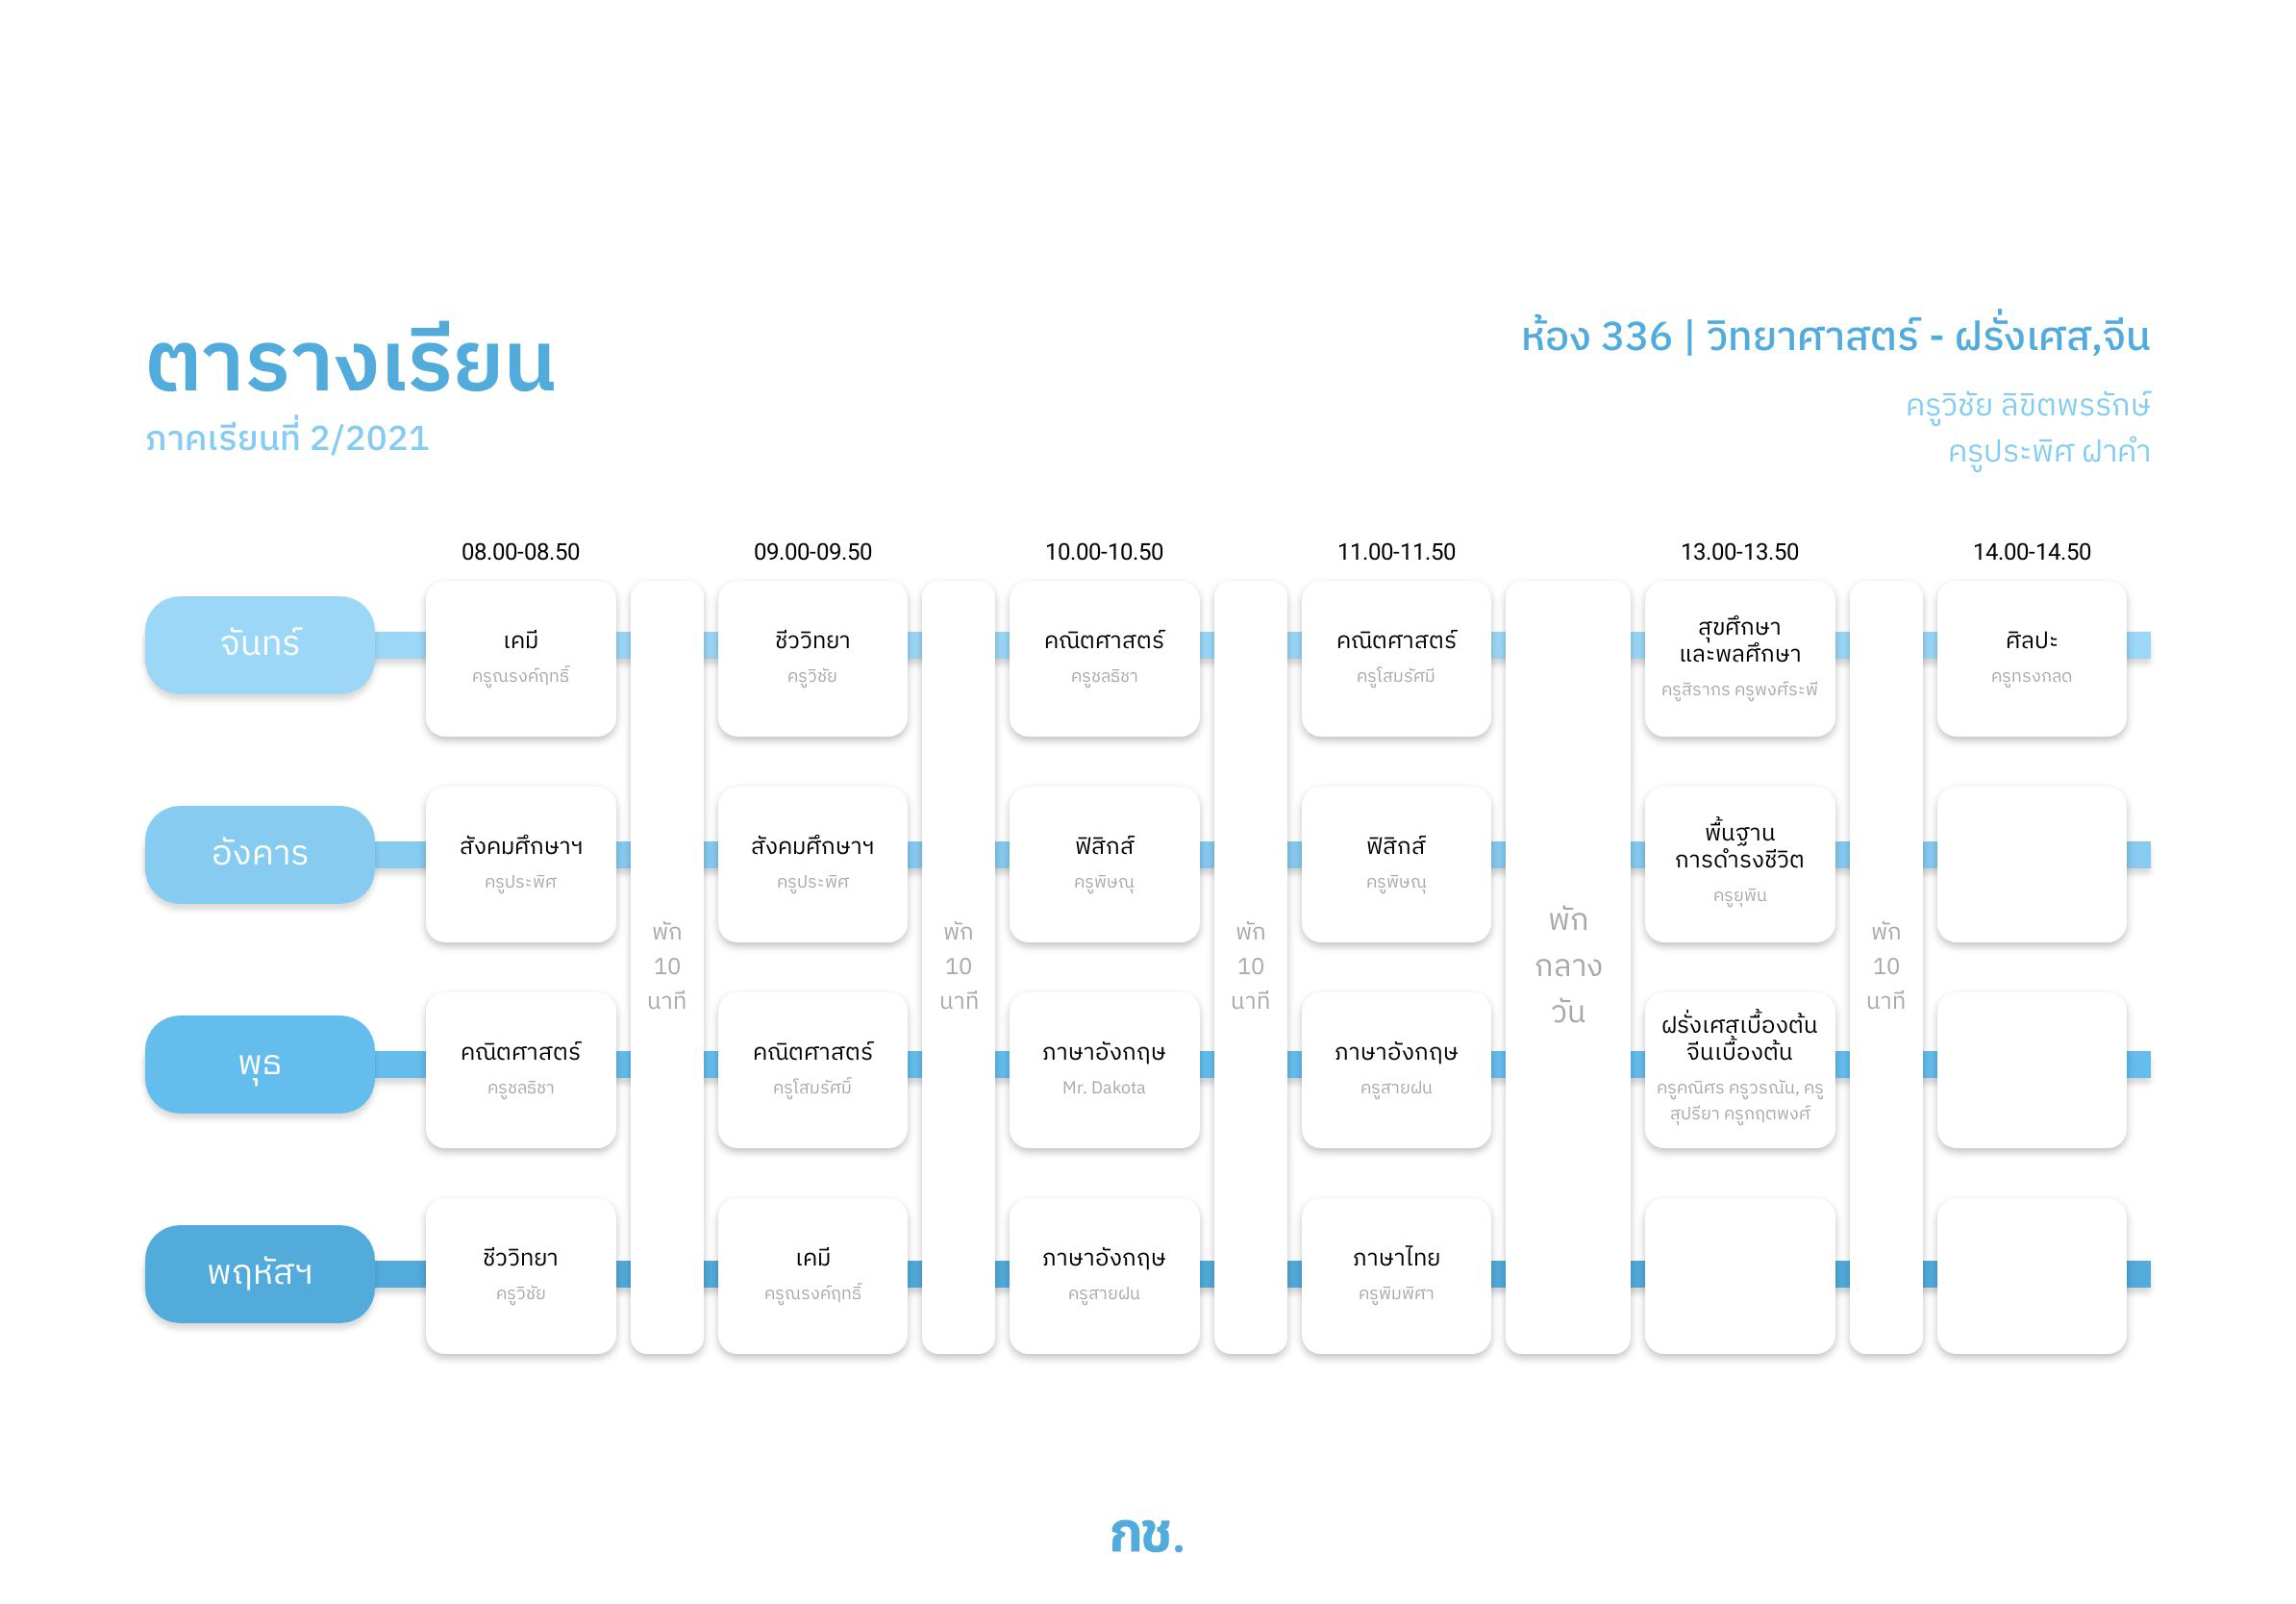 ตารางเรียน
ภาคเรียนที่ 2/2021
ห้อง 336 | วิทยาศาสตร์ - ฝรั่งเศส,จีน
ครูวิชัย ลิขิตพรรักษ์
ครูประพิศ ฝาคำ
08.00-08.50 09.00-09.50 10.00-10.50 11.00-11.50 13.00-13.50 14.00-14.50
จันทร์
เคมี
ครูณรงค์ฤทธิ์
ชีววิทยา
ครูวิชัย
คณิตศาสตร์
ครูชลธิชา
คณิตศาสตร์
ครูโสมรัศมี
สุขศึกษา
และพลศึกษา
ครูสิรากร ครูพงศ์ระพี
ศิลปะ
ครูทรงกลด
อังคาร
สังคมศึกษาฯ
ครูประพิศ
สังคมศึกษาฯ
ครูประพิศ
ฟิสิกส์
ครูพิษณุ
ฟิสิกส์
ครูพิษณุ
พื้นฐาน
การดำรงชีวิต
ครูยุพิน
พัก
10
นาที
พัก
10
นาที
พัก
10
นาที
พัก
กลาง
วัน
พัก
10
นาที
พุธ
คณิตศาสตร์
ครูชลธิชา
คณิตศาสตร์
ครูโสมรัศมี
ภาษาอังกฤษ
Mr. Dakota
ภาษาอังกฤษ
ครูสายฝน
ฝรั่งเศสเบื้องต้น
จีนเบื้องต้น
ครูคณิศร ครูวรณัน, ครู
สุปรียา ครูกฤตพงศ์
พฤหัสฯ
ชีววิทยา
ครูวิชัย
เคมี
ครูณรงค์ฤทธิ์
ภาษาอังกฤษ
ครูสายฝน
ภาษาไทย
ครูพิมพิศา
กช.